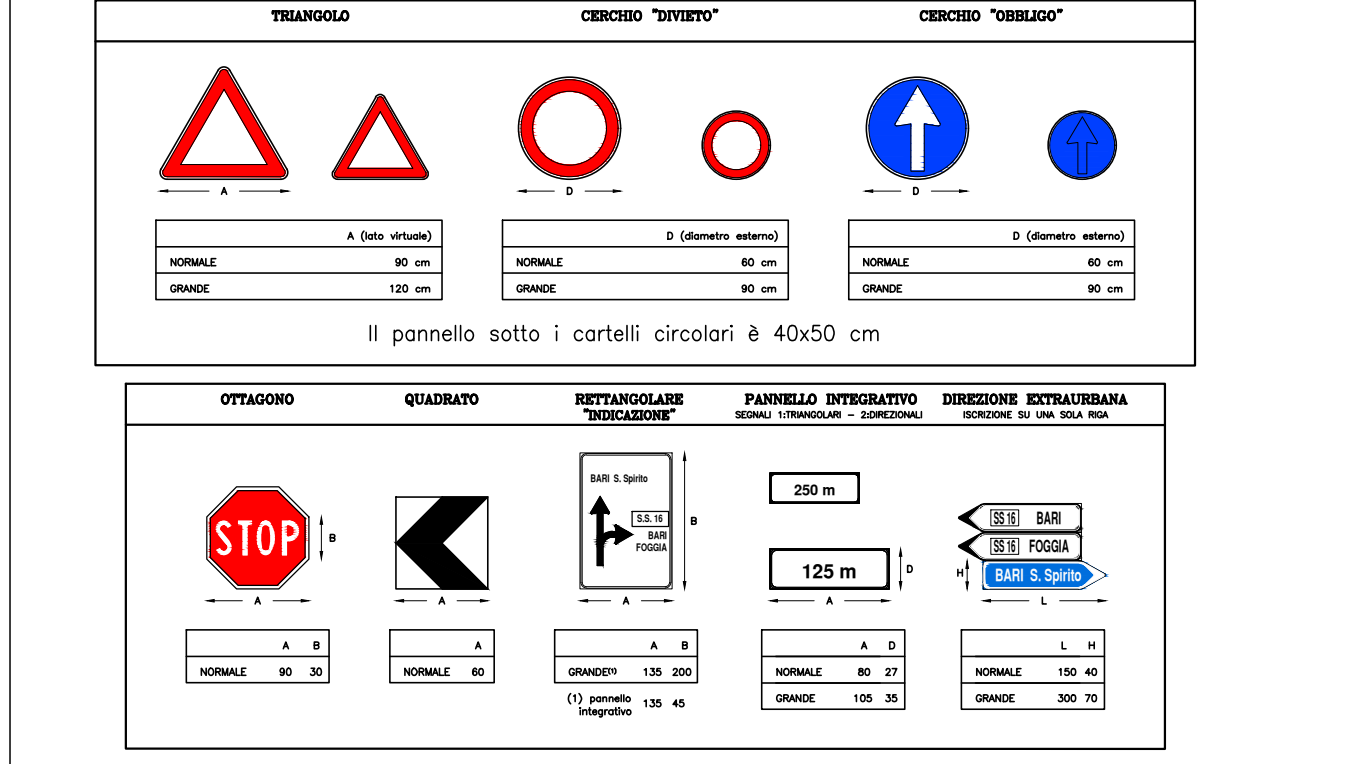 TRIANGOLO CERCHIO "DIVIETO" CERCHIO "OBBLIGO"
A D D
A (lato virtuale)
NORMALE 90 cm
GRANDE 120 cm
D (diametro esterno)
NORMALE 60 cm
GRANDE 90 cm
D (diametro esterno)
NORMALE 60 cm
GRANDE 90 cm
Il pannello sotto i cartelli circolari è 40x50 cm
OTTAGONO
QUADRATO
RETTANGOLARE
"INDICAZIONE"
PANNELLO INTEGRATIVO
SEGNALI 1:TRIANGOLARI – 2:DIREZIONALI
DIREZIONE EXTRAURBANA
ISCRIZIONE SU UNA SOLA RIGA
STOP
B
A
A
BARI S. Spirito
S.S. 16
BARI
FOGGIA
B
A
250 m
125 m
D
A
SS 16 BARI
SS 16 FOGGIA
BARI S. Spirito
H
L
A B
NORMALE 90 30
A
NORMALE 60
A B
GRANDE(1) 135 200
(1) pannello
integrativo 135 45
A D
NORMALE 80 27
GRANDE 105 35
L H
NORMALE 150 40
GRANDE 300 70